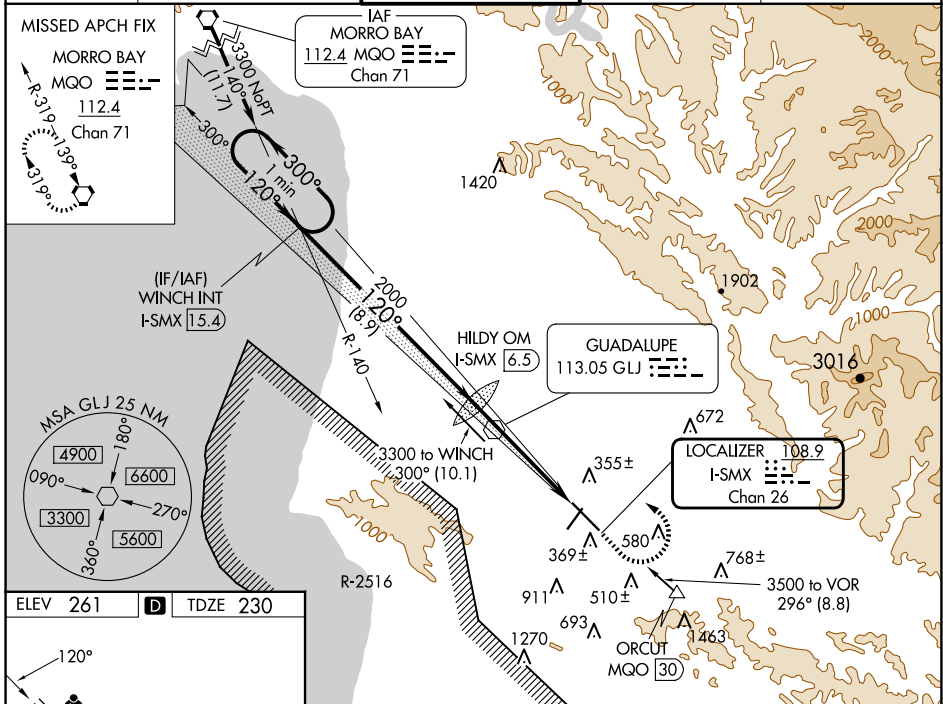 MISSED APCH FIX
MORRO BAY
MQO
112.4
Chan 71
R-319
139°
319°
IAF
MORRO BAY
112.4 MQO
Chan 71
3300 NoPT
140°
(11.7)
300°
300°
1 min
120°
1000
2000
1420
2000
(IF/IAF)
WINCH INT
I-SMX 15.4
2000
120°
(8.9)
R-140
1902
1000
HILDY OM
I-SMX 6.5
GUADALUPE
113.05 GLJ
3016
MSA GLJ 25 NM
180°
4900
090°
6600
270°
3300
5600
360°
3300 to WINCH
300° (10.1)
672
355±
LOCALIZER 108.9
I-SMX
Chan 26
1000
369±
580
R-2516
911
510±
768±
3500 to VOR
296° (8.8)
693
1270
1463
ORCUT
MQO 30
ELEV 261
D
TDZE 230
120°